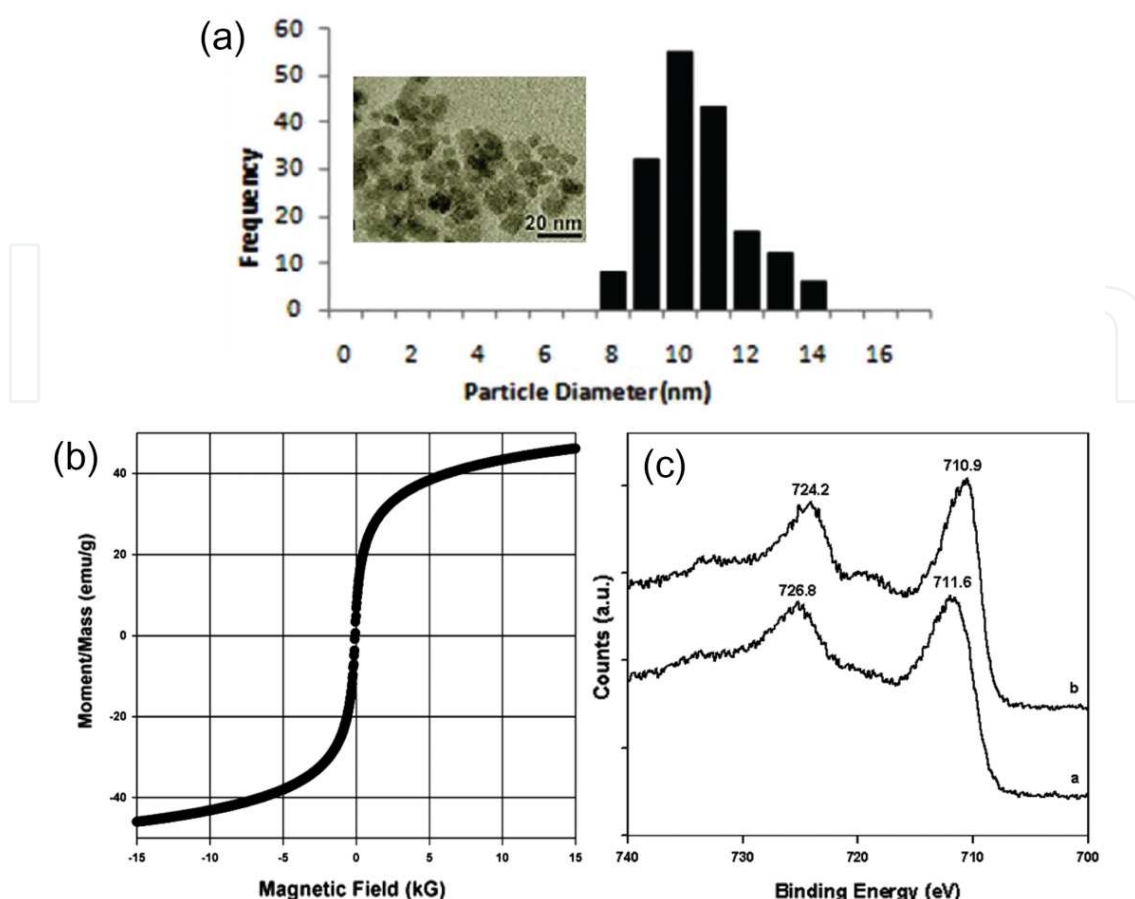 (a)
60
50
40
30
20
10
0
Frequency
20 nm
0 2 4 6 8 10 12 14 16
Particle Diameter(nm)
(b)
40
20
0
-20
-40
Moment/Mass (emu/g)
-15 -10 -5 0 5 10 15
Magnetic Field (kG)
(c)
710.9
724.2
726.8
711.6
b
a
Counts (a.u.)
740 730 720 710 700
Binding Energy (eV)